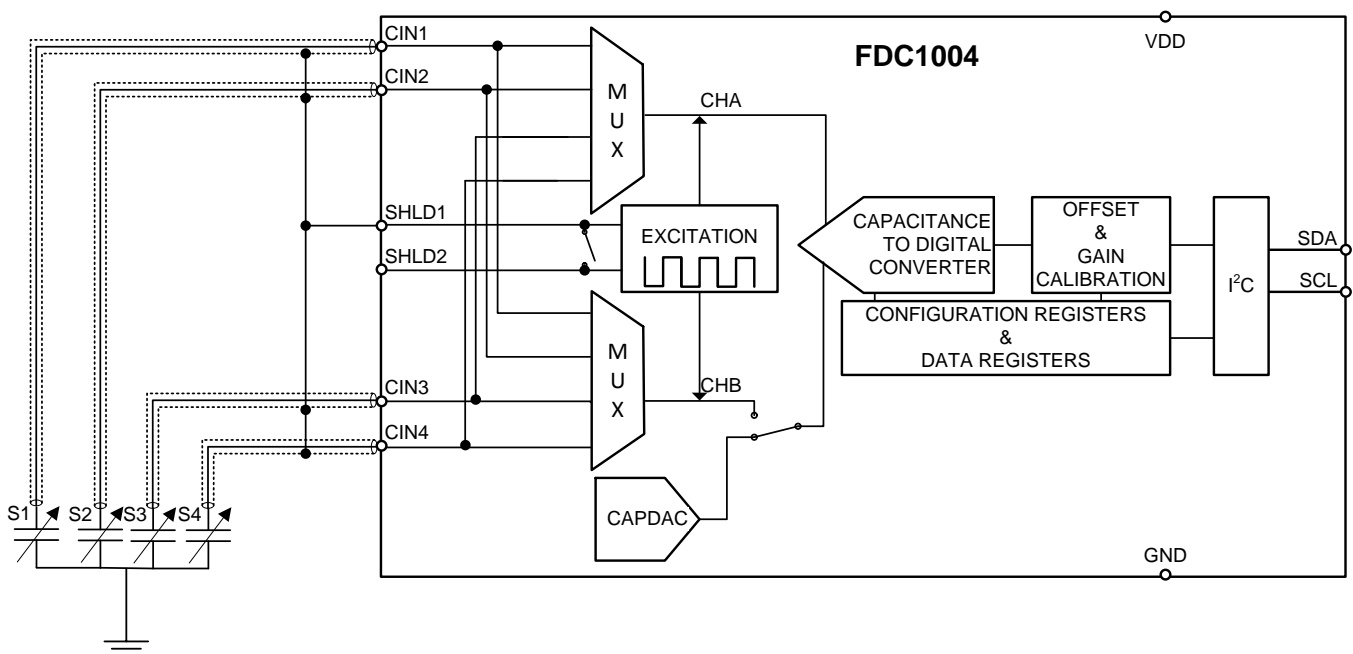 CIN1
FDC1004
VDD
CIN2
M
U
X
CHA
SHLD1
EXCITATION
SHLD2
CAPACITANCE
TO DIGITAL
CONVERTER
OFFSET
&
GAIN
CALIBRATION
I²C
SDA
SCL
CONFIGURATION REGISTERS
&
DATA REGISTERS
M
U
X
CHB
CIN3
CIN4
S1
S2
S3
S4
CAPDAC
GND